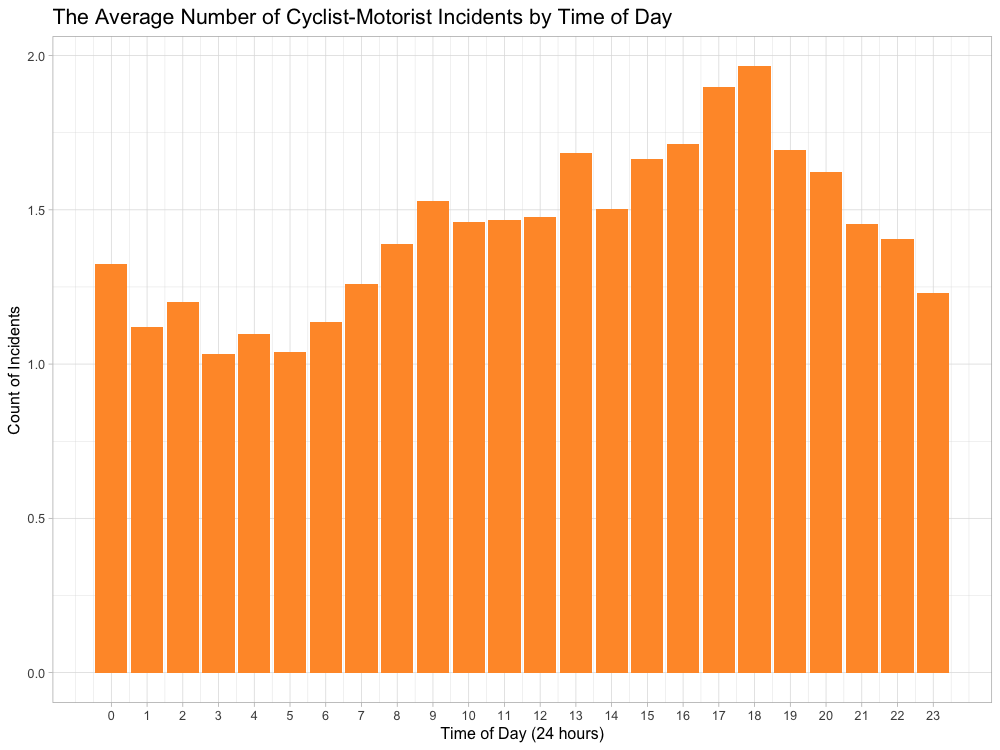 The Average Number of Cyclist-Motorist Incidents by Time of Day
Count of Incidents
2.0
1.5
1.0
0.5
0.0
0 1 2 3 4 5 6 7 8 9 10 11 12 13 14 15 16 17 18 19 20 21 22 23
Time of Day (24 hours)